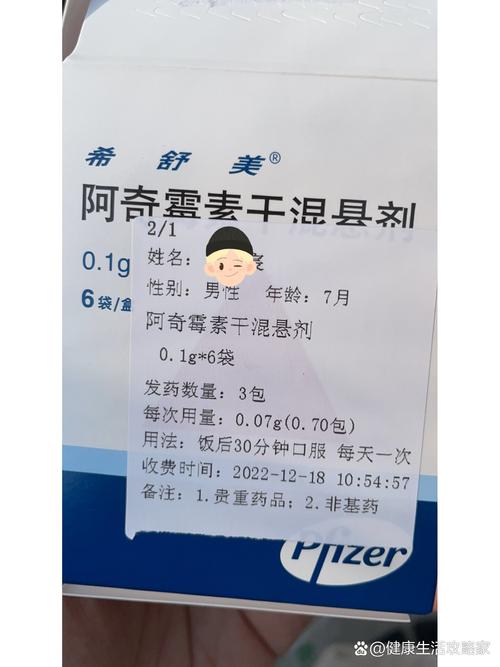 希舒美®
阿奇霉素干混悬剂
0.1g
6袋/盒
2/1
姓名：
性别：男性 年龄：7月
阿奇霉素干混悬剂
0.1g*6袋
发药数量：3包
每次用量：0.07g(0.70包)
用法：饭后30分钟口服 每天一次
收费时间：2022-12-18 10:54:57
备注：1.贵重药品；2.非基药
Pfizer
@健康生活攻略家